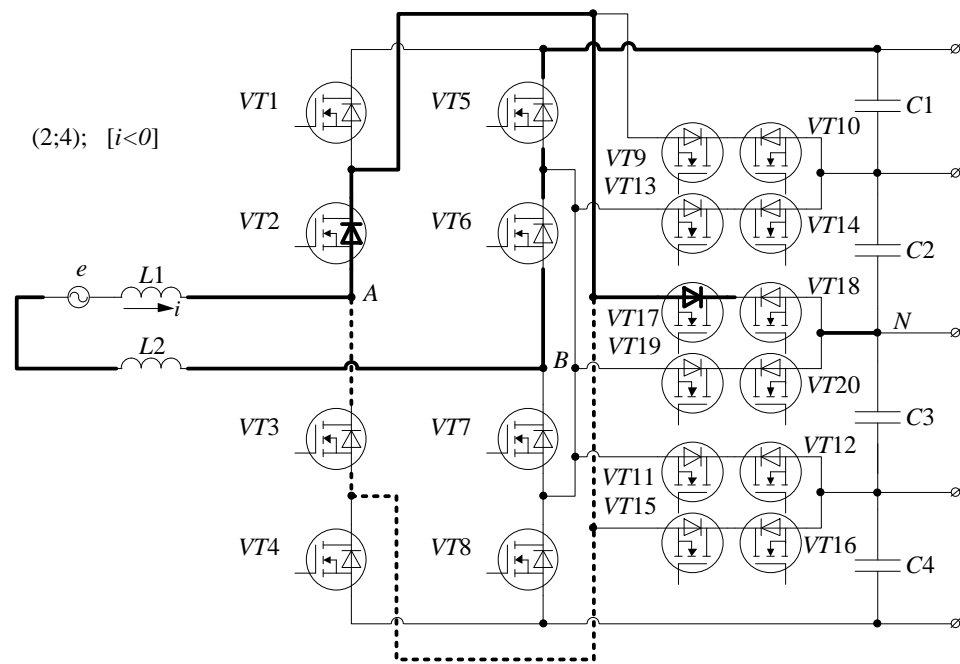 VT1
VT5
C1
(2;4); [i<0]
VT10
VT9
VT13
VT2
VT6
VT14
C2
e
L1
A
VT18
i
VT17
N
VT19
L2
B
VT20
VT3
VT7
C3
VT12
VT11
VT15
VT4
VT8
VT16
C4